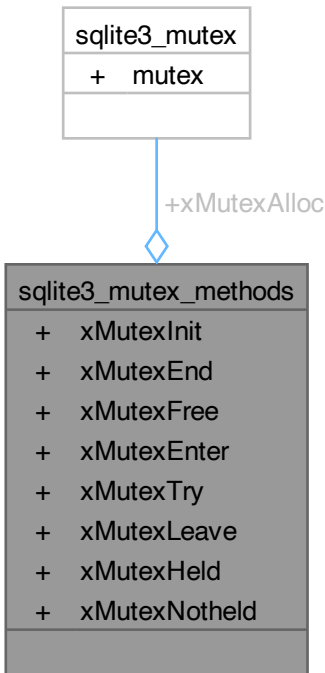 sqlite3_mutex
+ mutex
+xMutexAlloc
sqlite3_mutex_methods
+ xMutexInit
+ xMutexEnd
+ xMutexFree
+ xMutexEnter
+ xMutexTry
+ xMutexLeave
+ xMutexHeld
+ xMutexNotheld